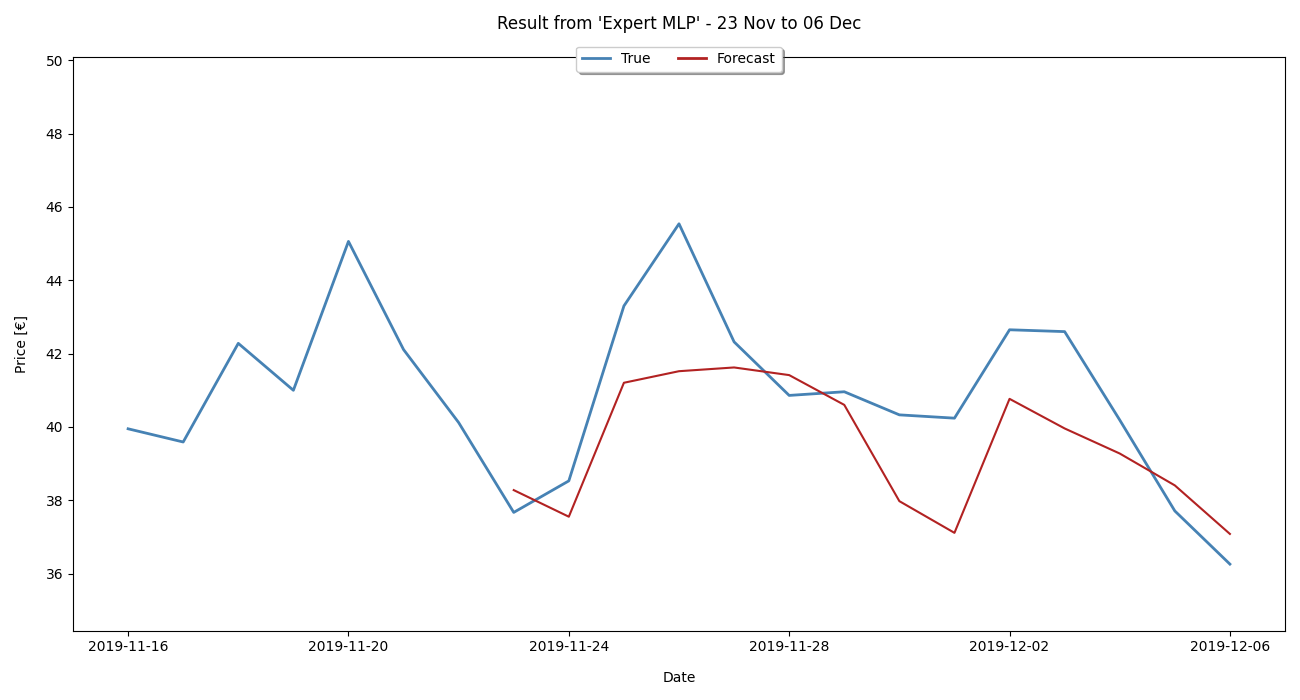 Result from 'Expert MLP' - 23 Nov to 06 Dec
True Forecast
Price [€]
50
48
46
44
42
40
38
36
2019-11-16 2019-11-20 2019-11-24 2019-11-28 2019-12-02 2019-12-06
Date